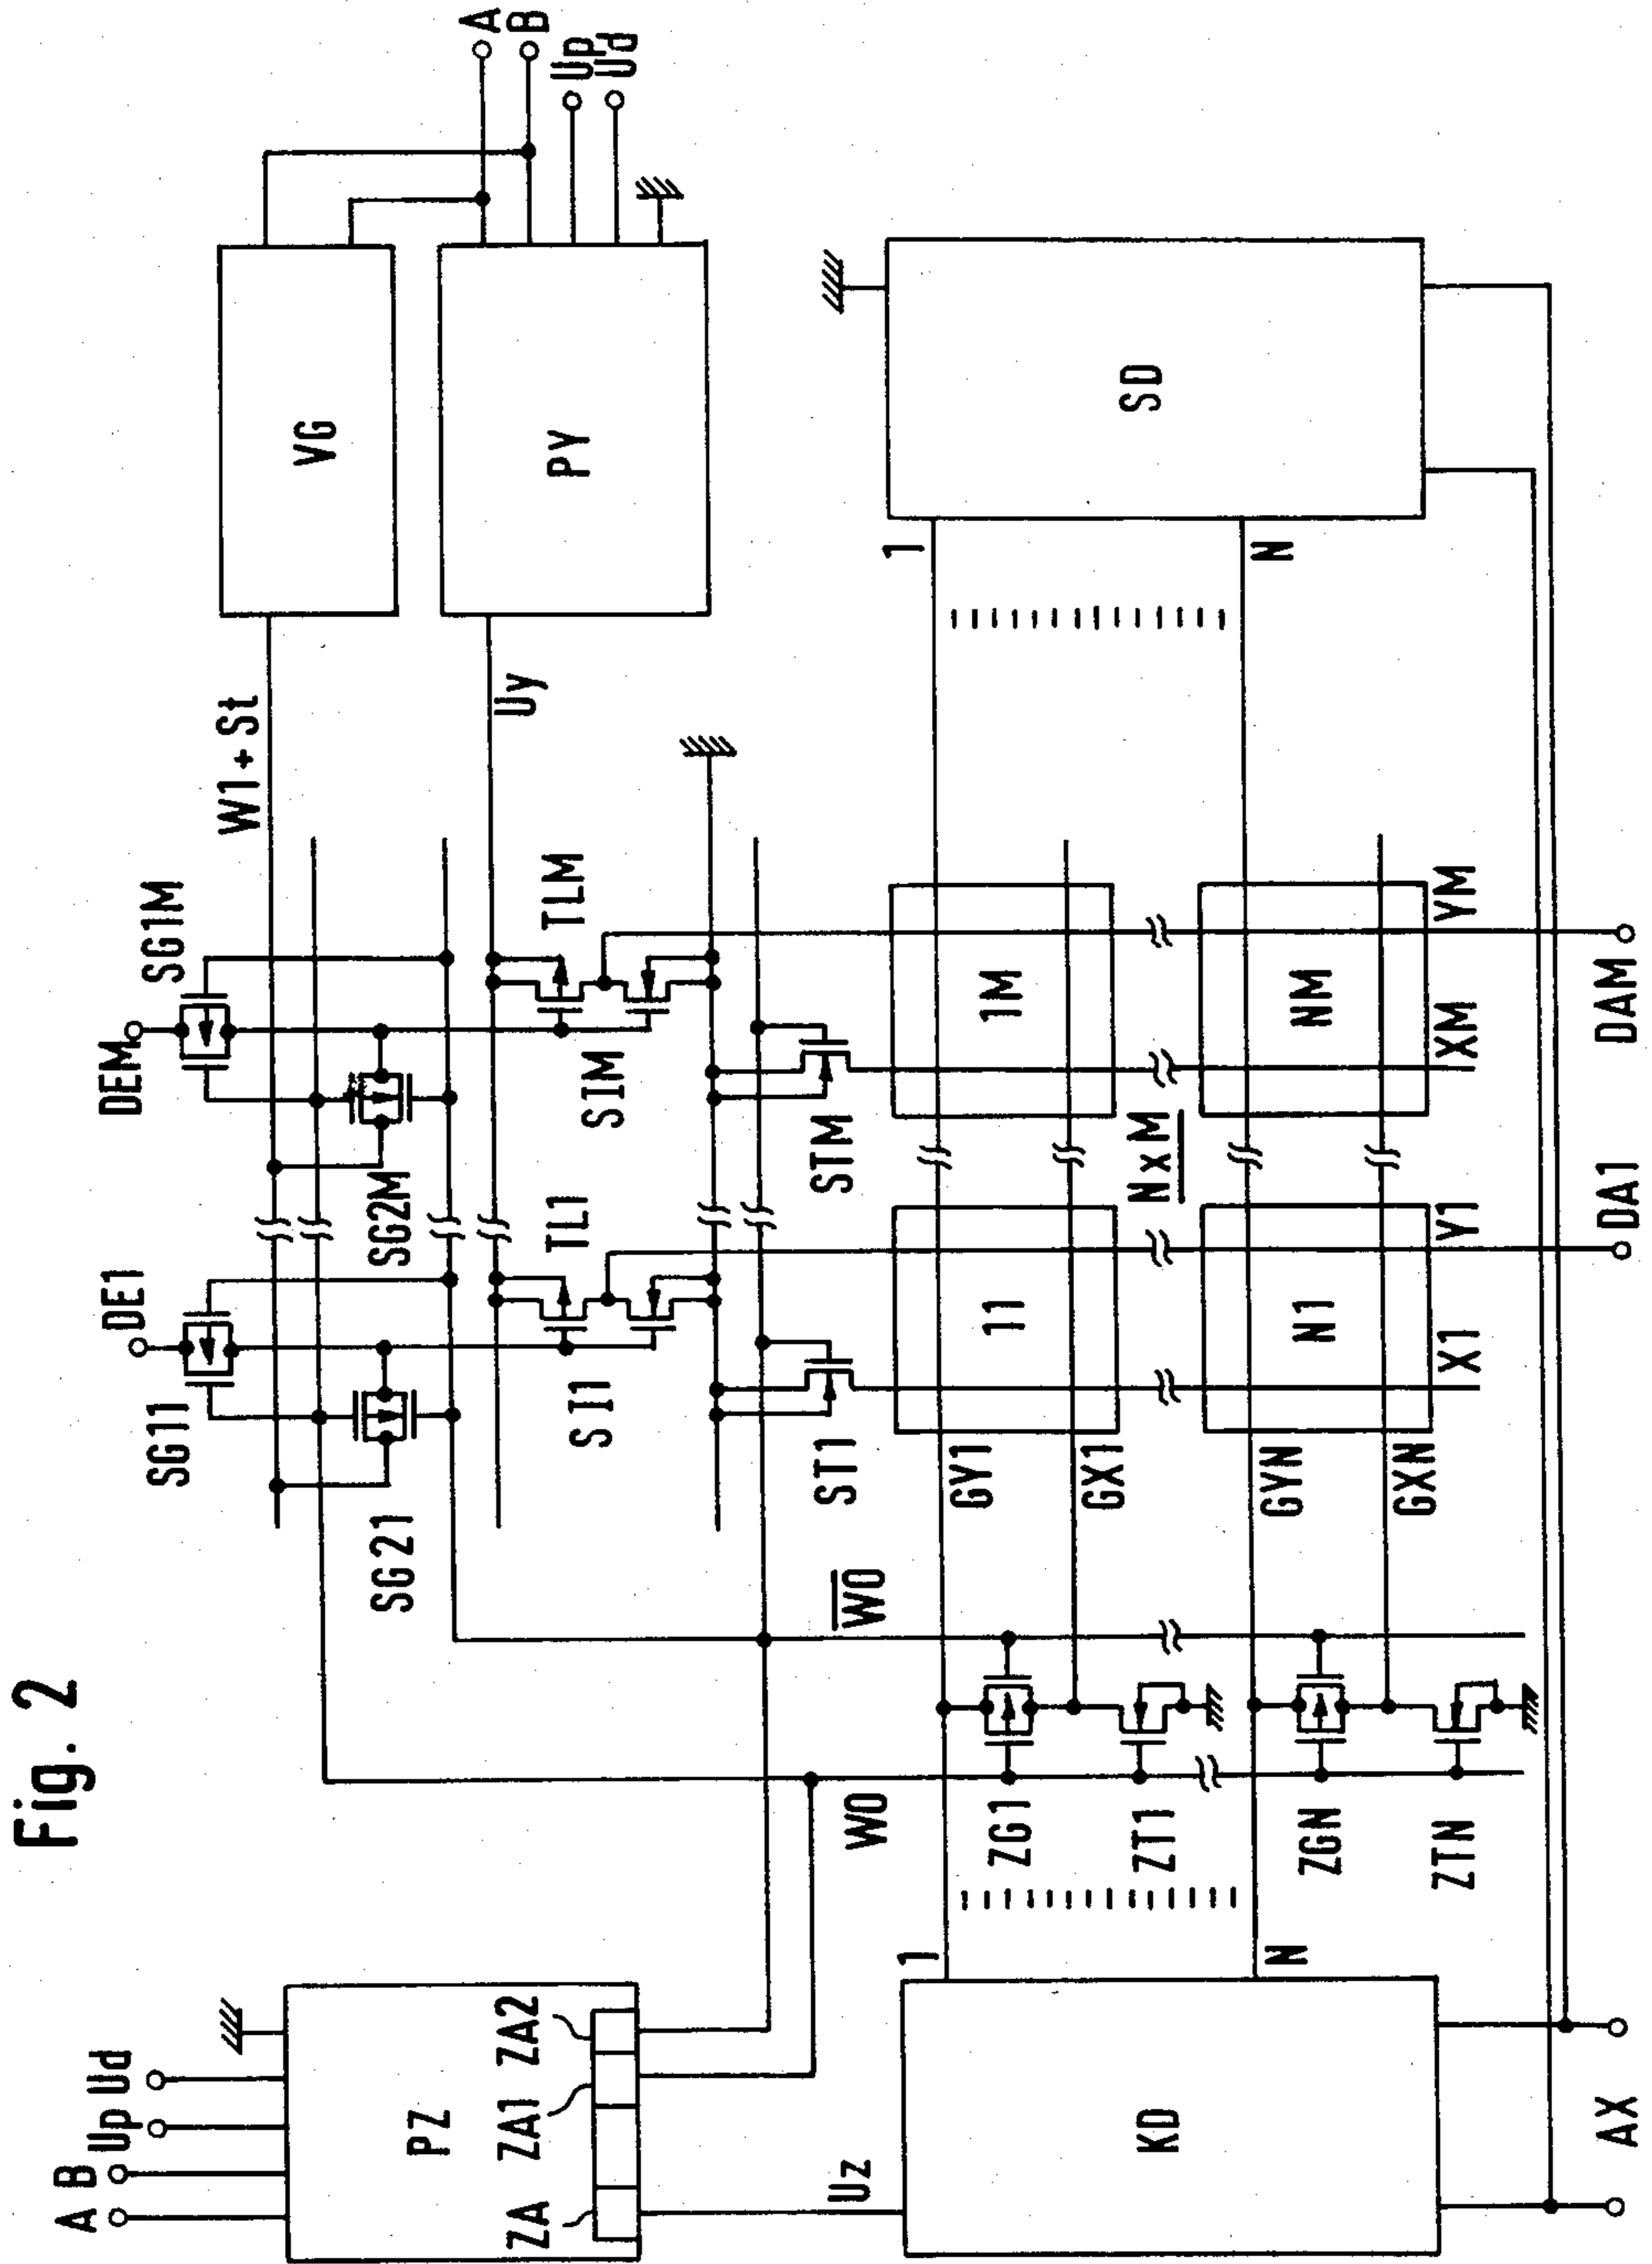 Fig. 2
A
B
Up
Ud
PZ
ZA
ZA1
ZA2
Uz
KD
1
N
AX
W0
W0
ZG1
ZT1
ZGN
ZTN
SG11
DE1
SG21
SI1
TL1
ST1
GY1
GX1
GYN
GXN
11
N1
X1
Y1
DA1
NxM
DEM
SG1M
SG2M
SIM
TLM
STM
1M
NM
XM
YM
DAM
W1+St
Uy
VG
PY
A
B
Up
Ud
1
N
SD